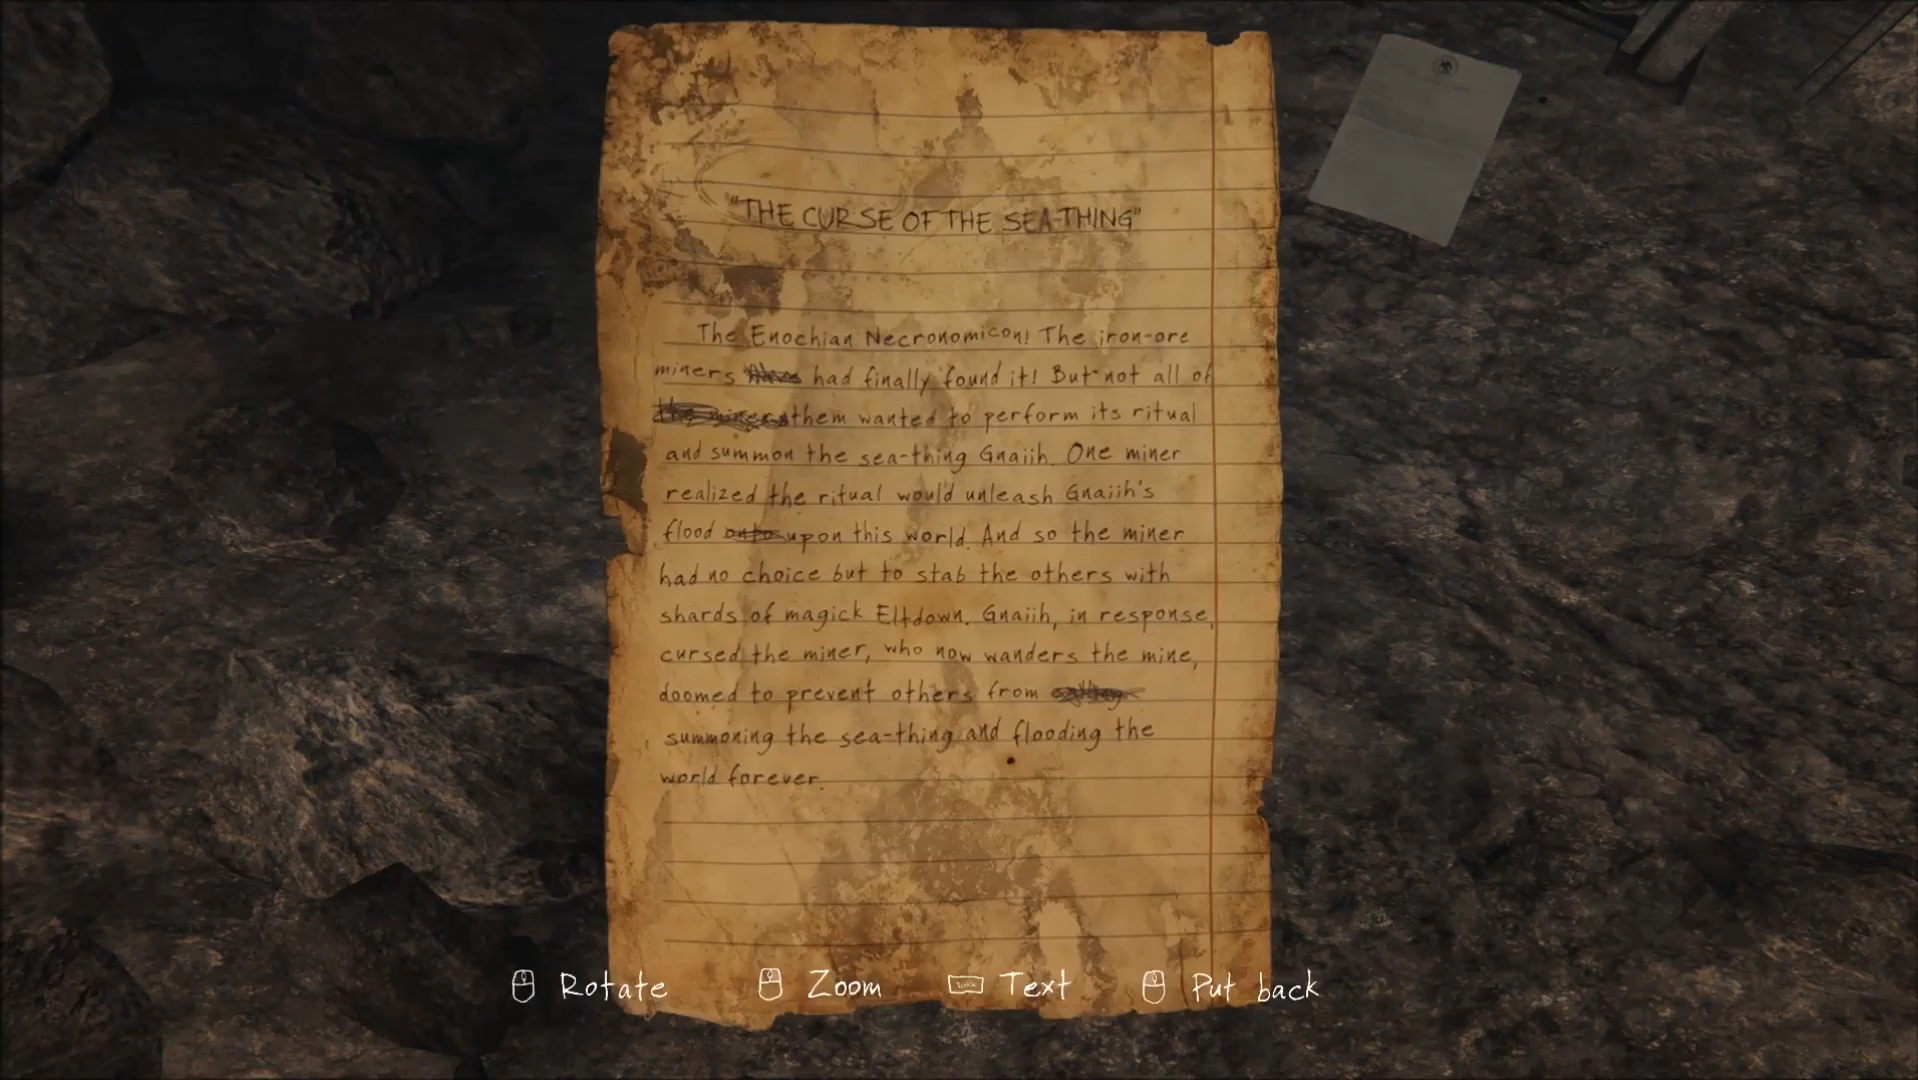 "THE CURSE OF THE SEA-THING"
The Enochian Necronomicon! The iron-ore
miners had finally found it! But not all of
the miners them wanted to perform its ritual
and summon the sea-thing Gnaiih. One miner
realized the ritual would unleash Gnaiih's
flood onto upon this world. And so the miner
had no choice but to stab the others with
shards of magick Eltdown. Gnaiih, in response,
cursed the miner, who now wanders the mine,
doomed to prevent others from
summoning the sea-thing and flooding the
world forever.
Rotate Zoom Text Put back